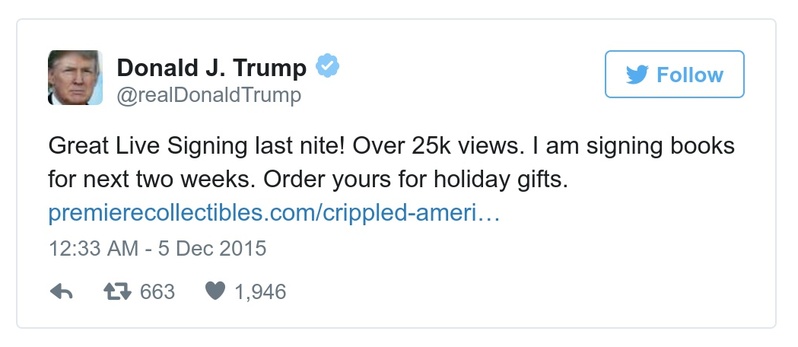 Donald J. Trump
@realDonaldTrump
Follow
Great Live Signing last nite! Over 25k views. I am signing books
for next two weeks. Order yours for holiday gifts.
premierecollectibles.com/crippled-ameri…
12:33 AM - 5 Dec 2015
663 1,946